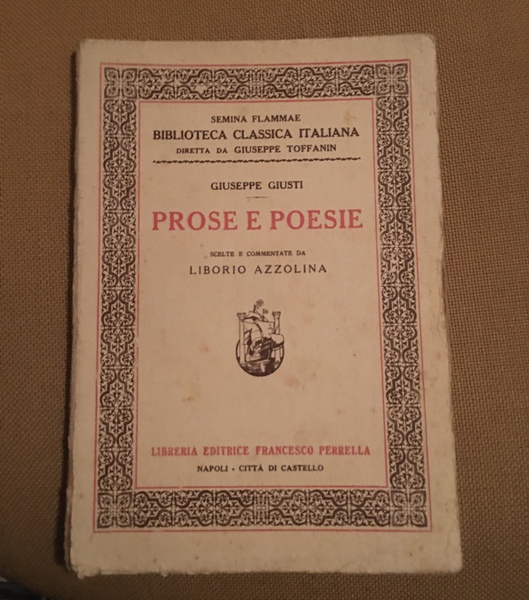 SEMINA FLAMMAE
BIBLIOTECA CLASSICA ITALIANA
DIRETTA DA GIUSEPPE TOFFANIN
GIUSEPPE GIUSTI
PROSE E POESIE
SCELTE E COMMENTATE DA
LIBORIO AZZOLINA
LIBRERIA EDITRICE FRANCESCO PERRELLA
NAPOLI - CITTÀ DI CASTELLO